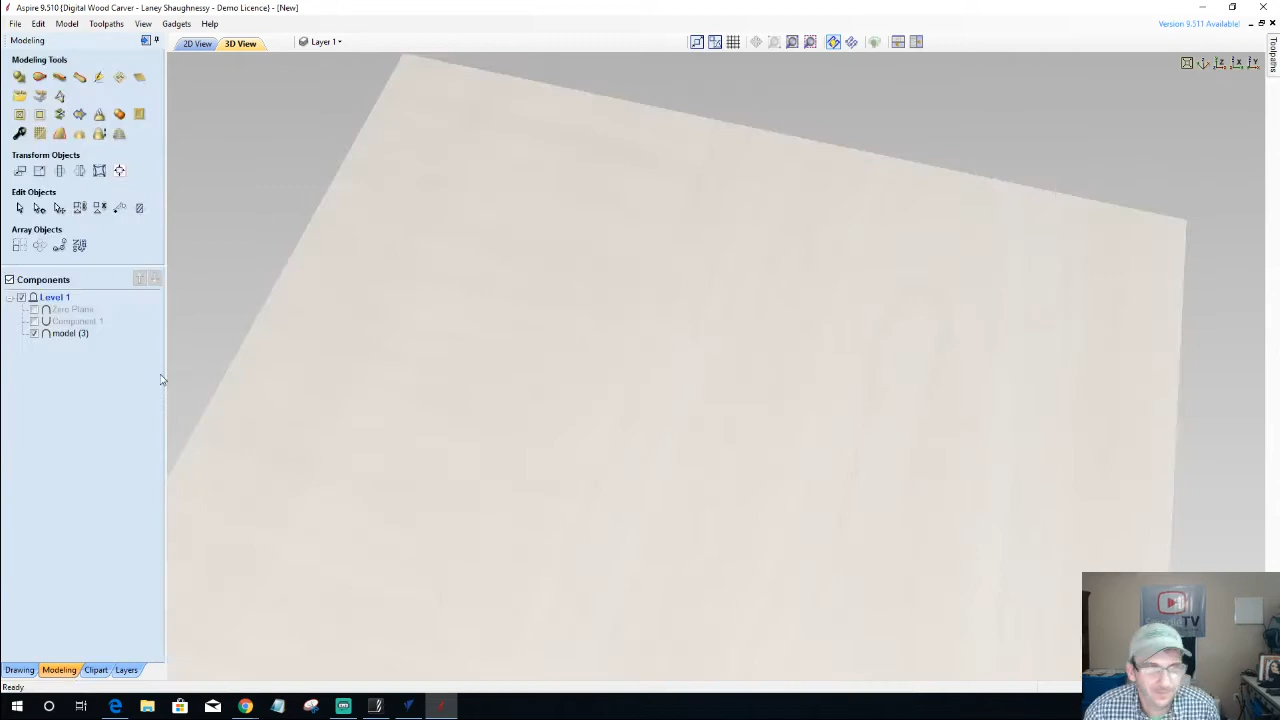 Aspire 9.510 {Digital Wood Carver - Laney Shaughnessy - Demo Licence} - [New]
File Edit Model Toolpaths View Gadgets Help
Version 9.511 Available!
Modeling
2D View 3D View Layer 1
Toolpaths
Modeling Tools
Transform Objects
Edit Objects
Array Objects
Components
Level 1
Zero Plane
Component 1
model (3)
Drawing Modeling Clipart Layers
Ready